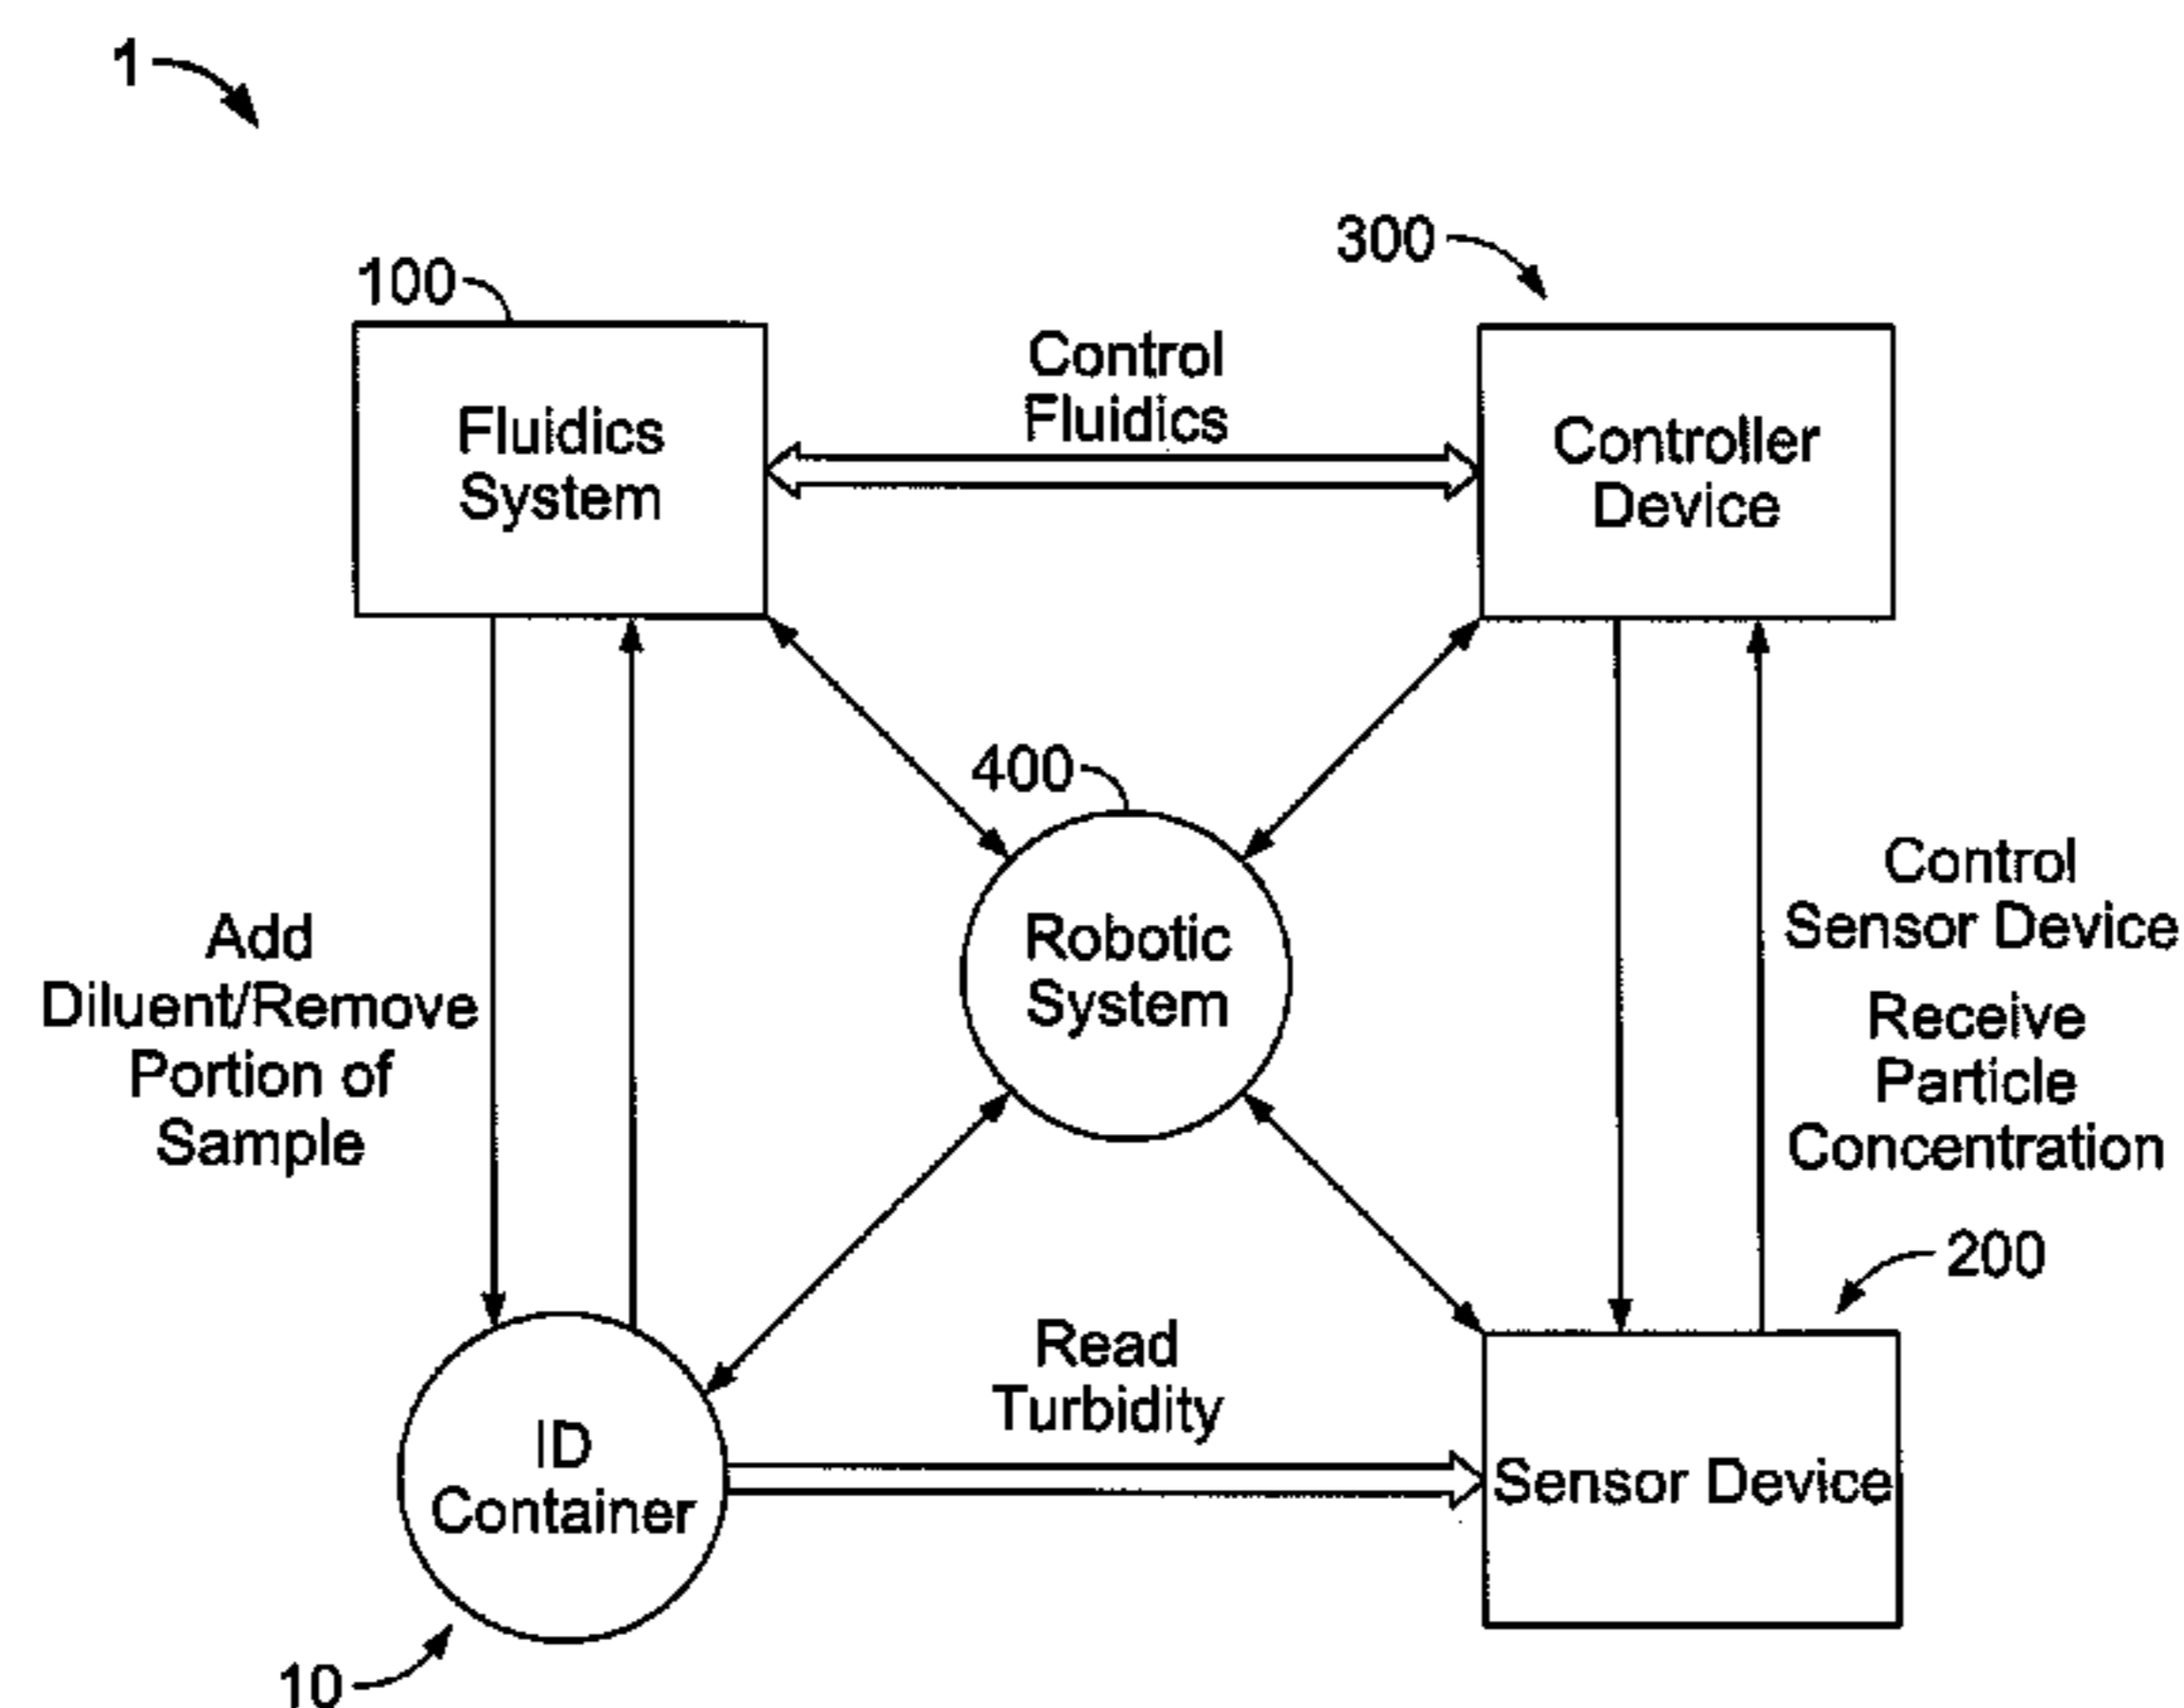 1
300
100
Control
Fluidics
Fluidics
System
Controller
Device
400
Control
Sensor Device
Add
Diluent/Remove
Portion of
Sample
Robotic
System
Receive
Particle
Concentration
200
Read
Turbidity
ID
Container
Sensor Device
10